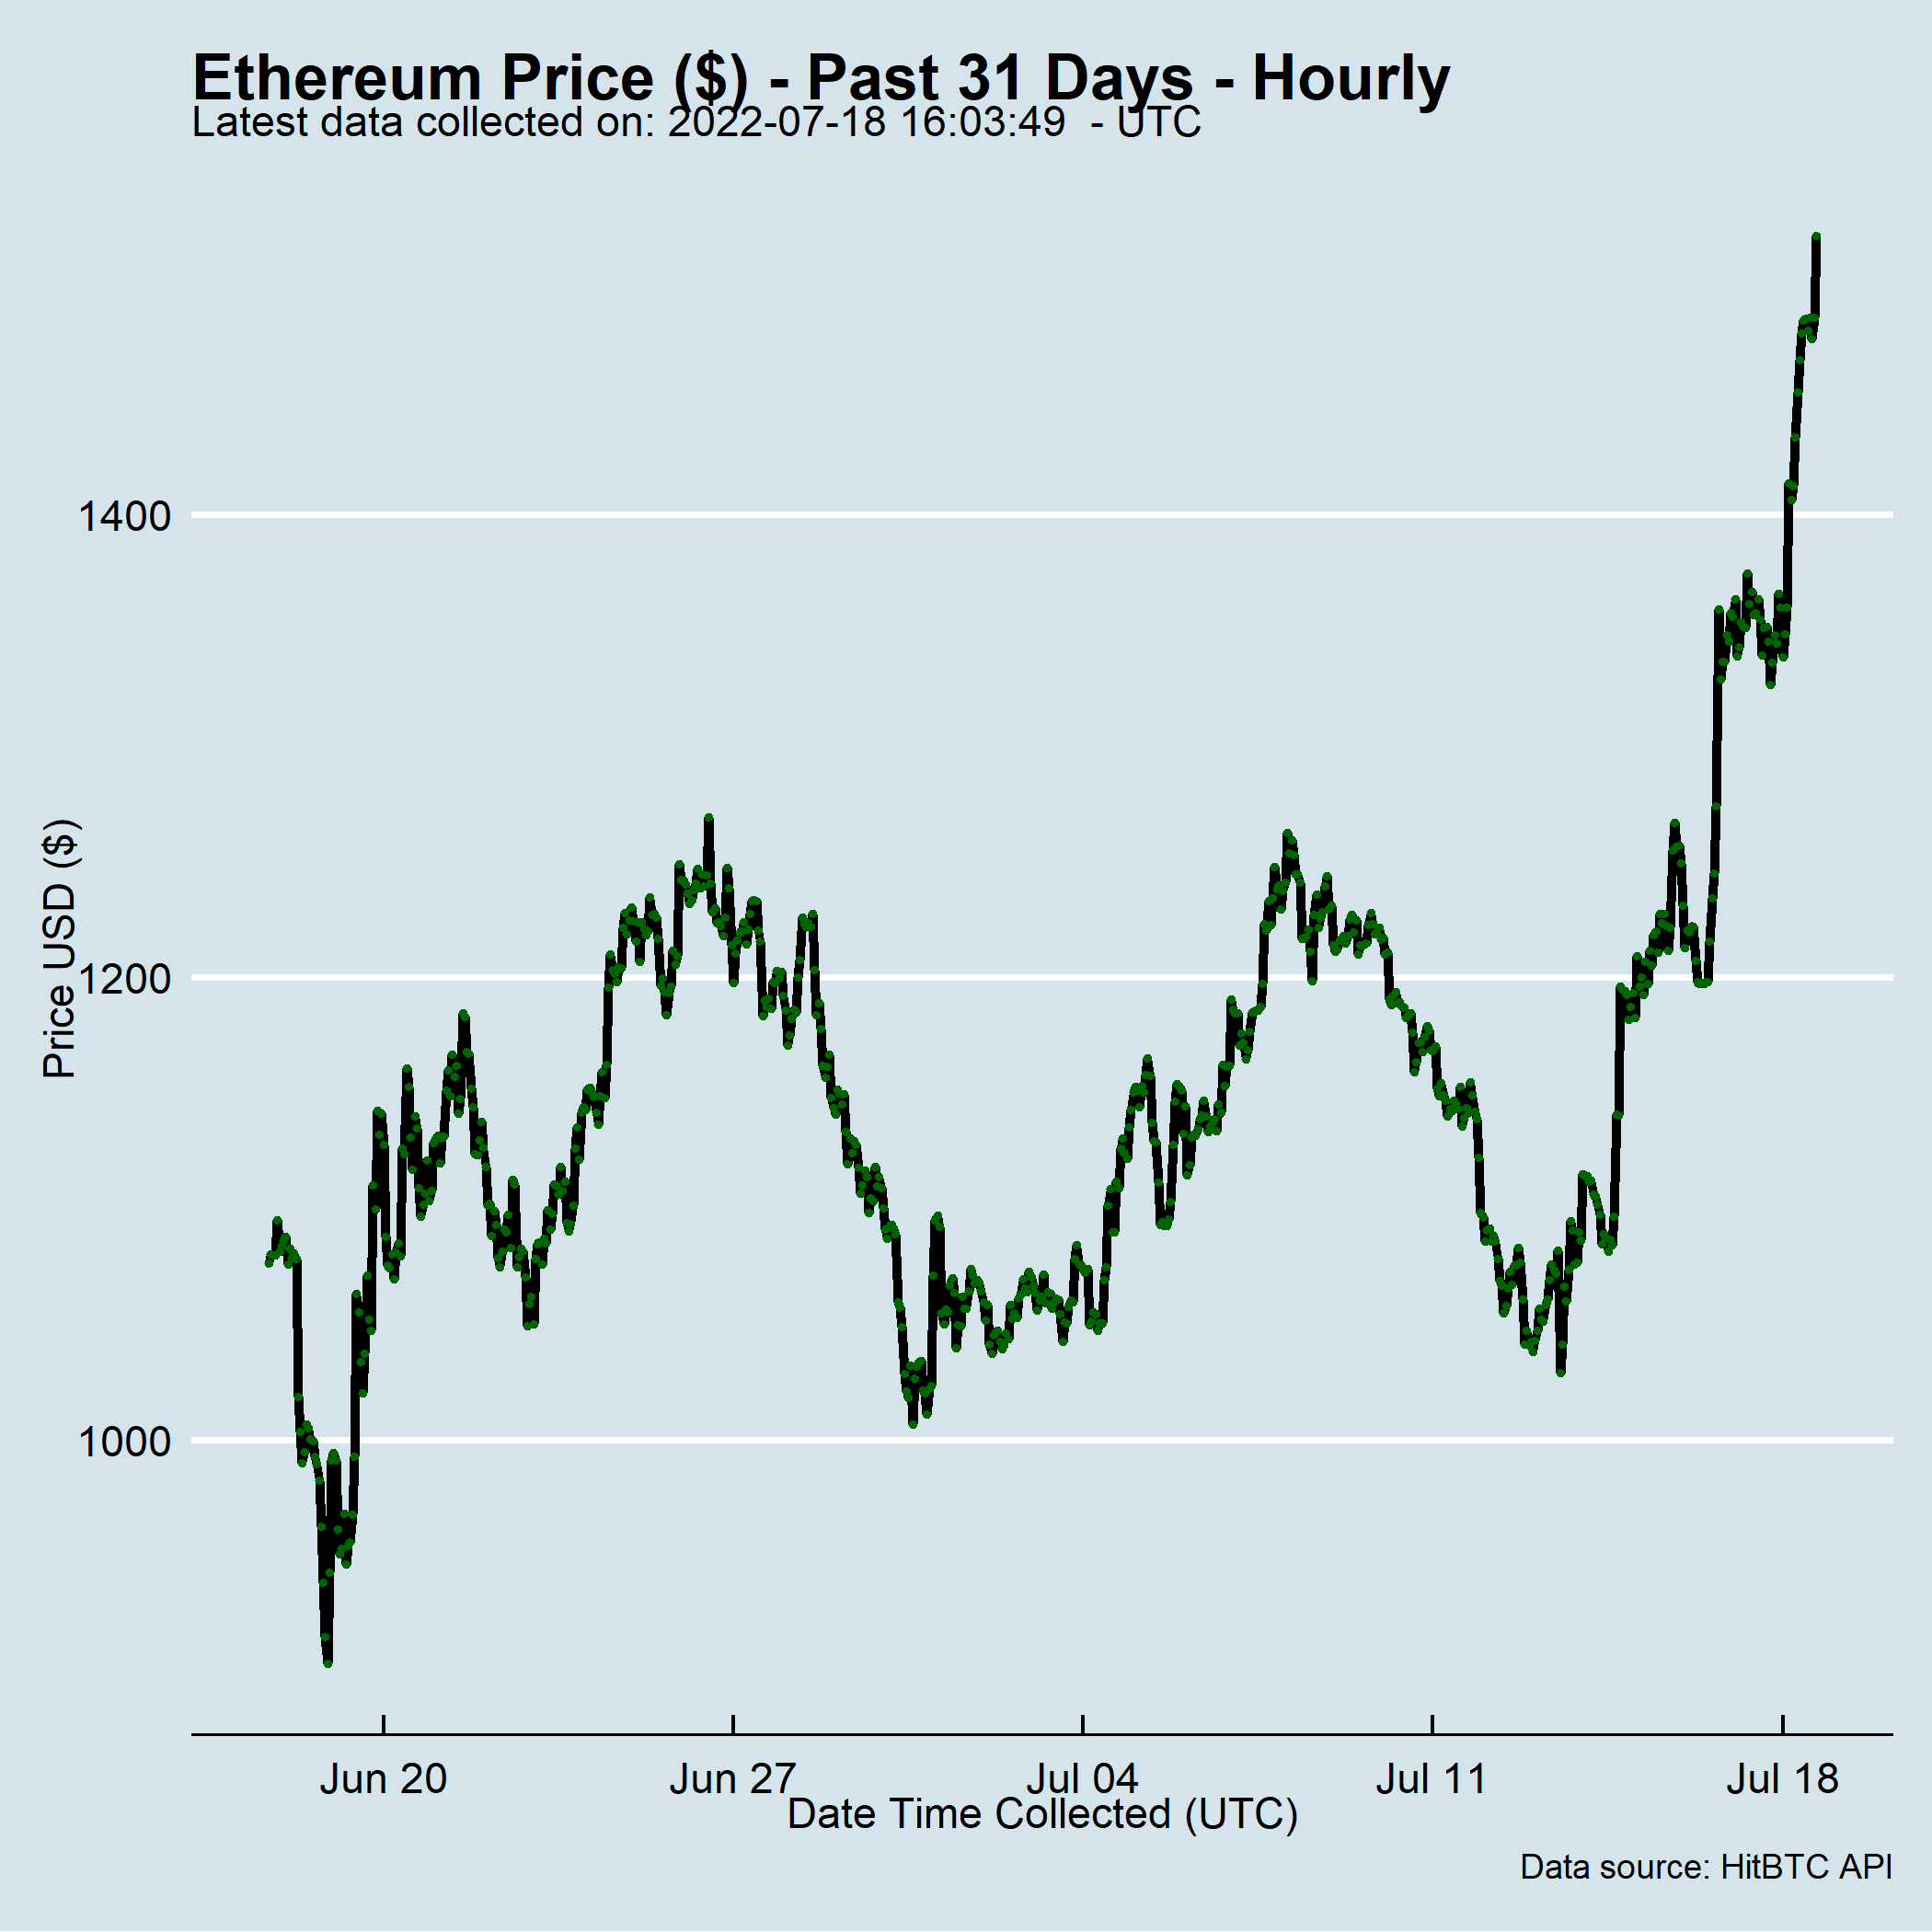 Ethereum Price ($) - Past 31 Days - Hourly
Latest data collected on: 2022-07-18 16:03:49  - UTC
1400
1200
1000
Price USD ($)
Jun 20
Jun 27
Jul 04
Jul 11
Jul 18
Date Time Collected (UTC)
Data source: HitBTC API